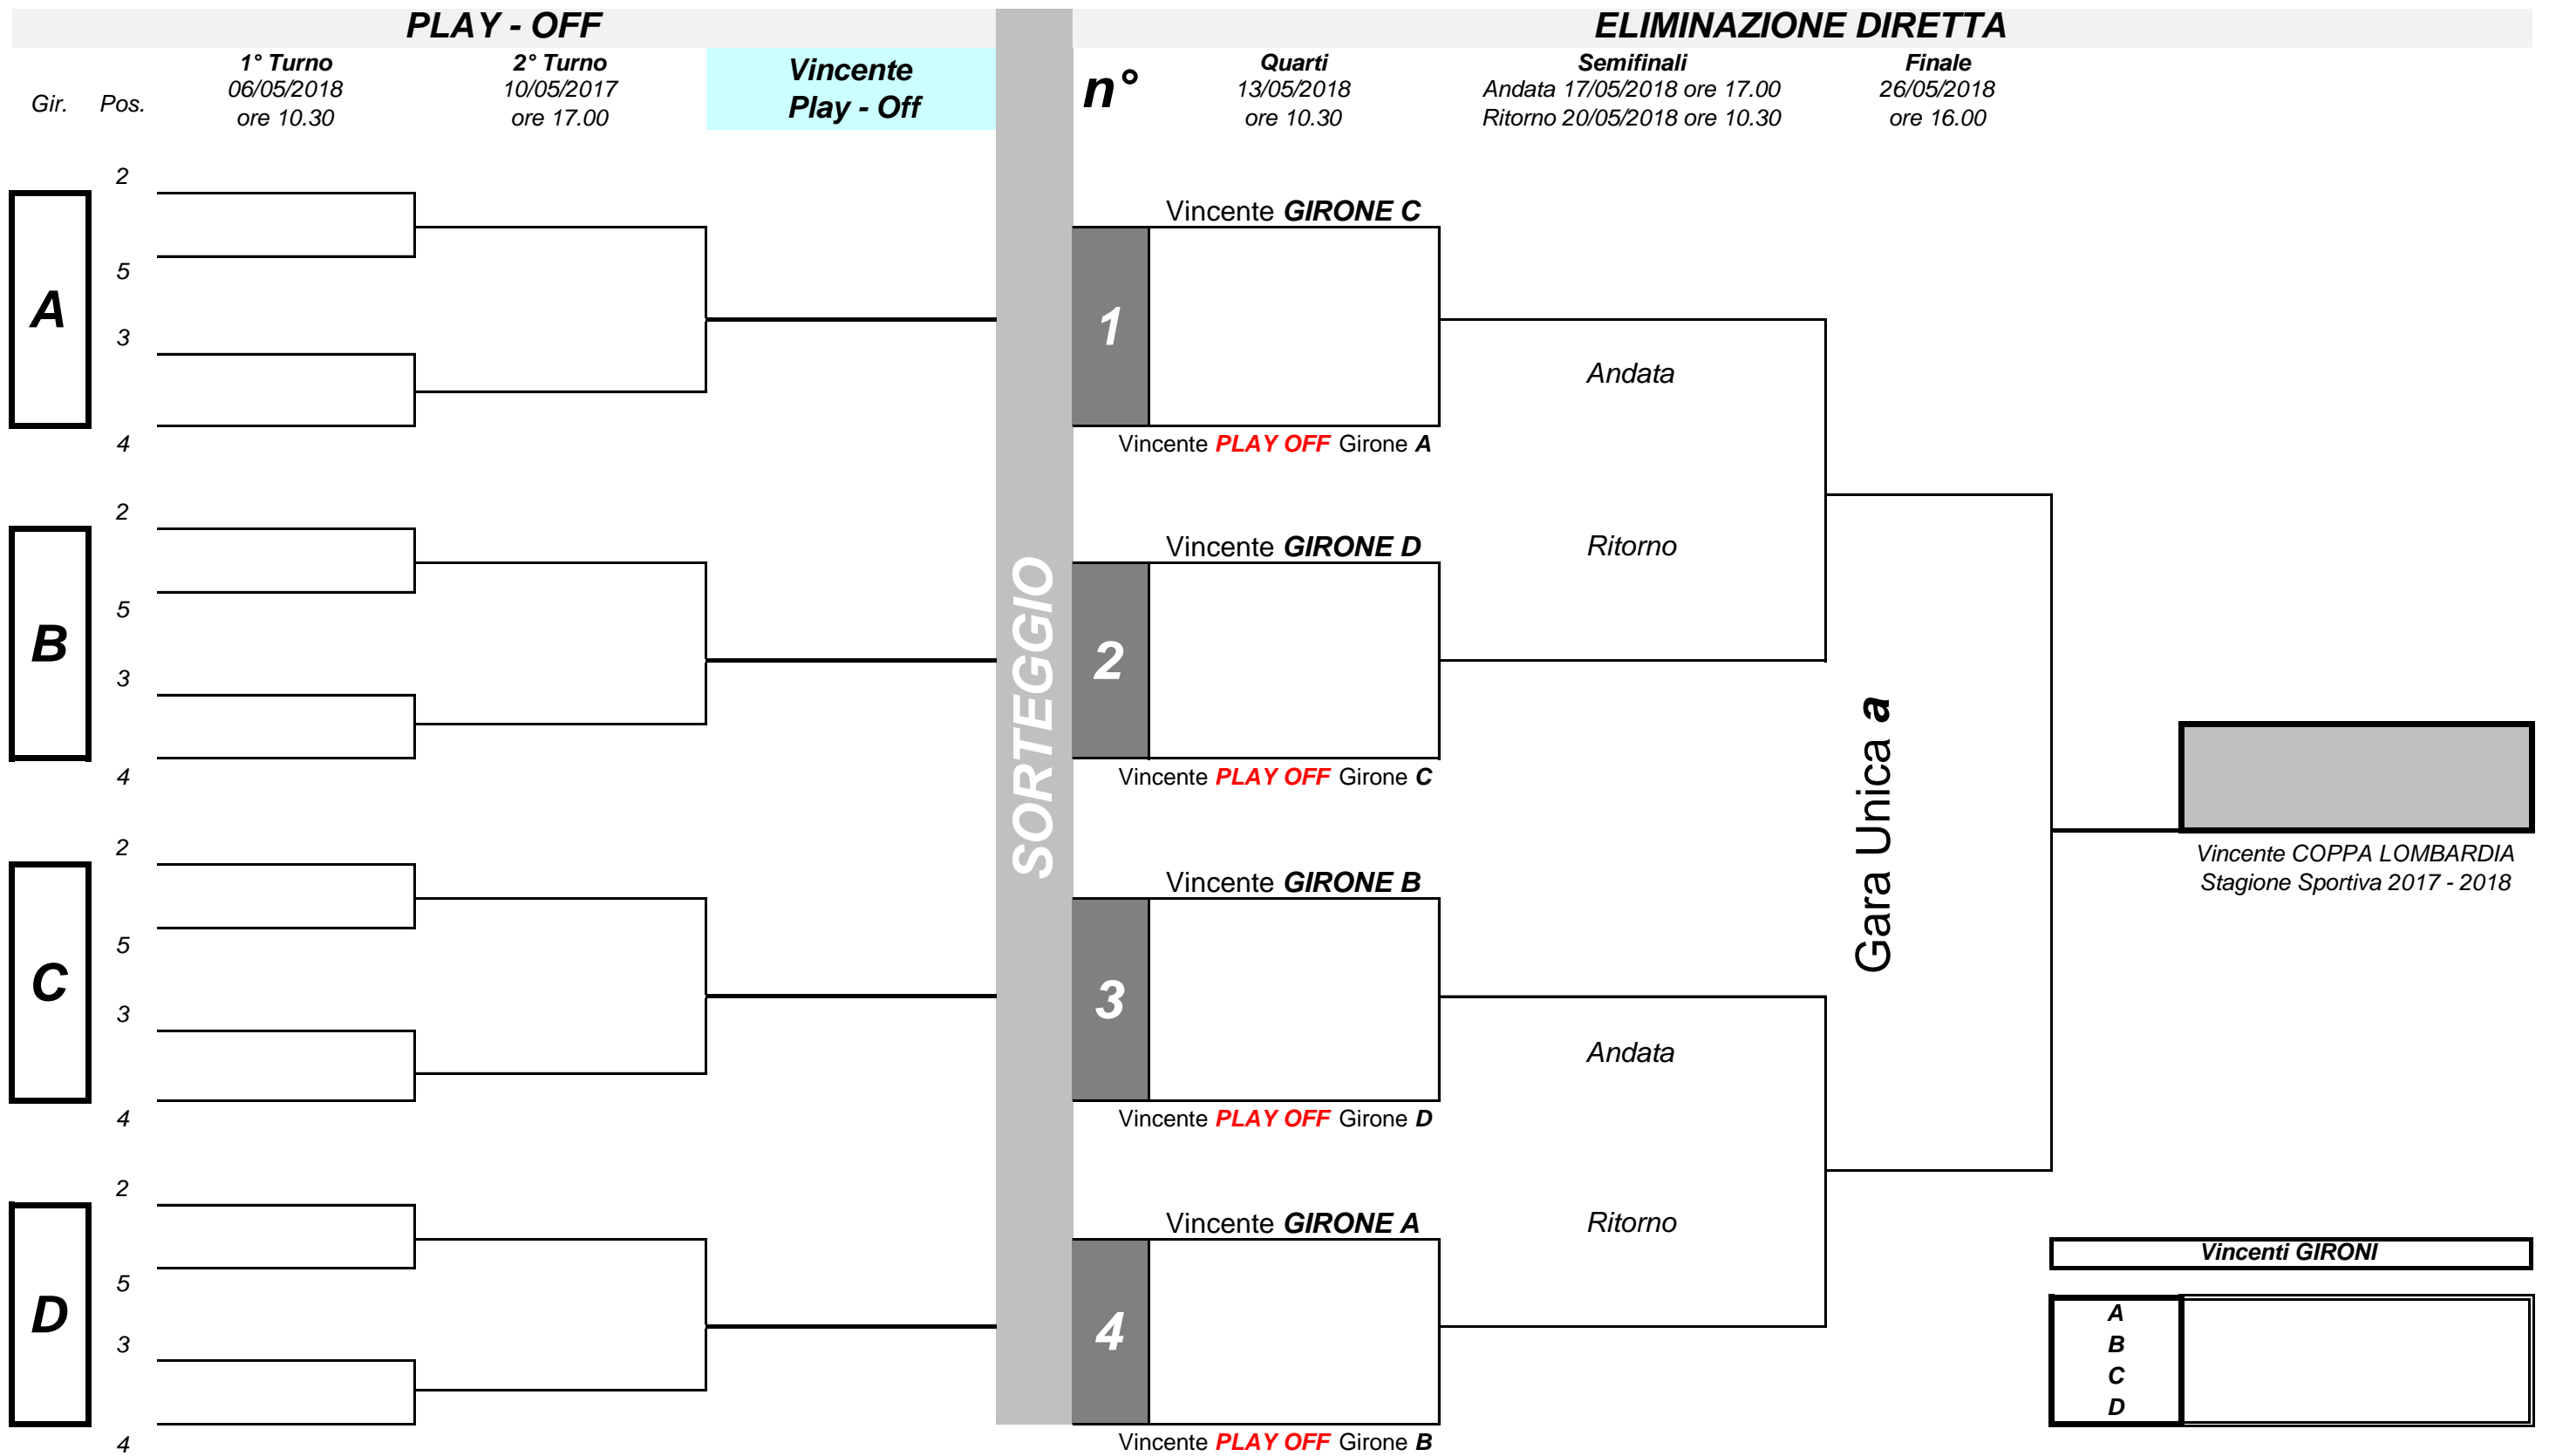 PLAY - OFF
ELIMINAZIONE DIRETTA
Gir.
Pos.
1° Turno
06/05/2018
ore 10.30
2° Turno
10/05/2017
ore 17.00
Vincente
Play - Off
n°
Quarti
13/05/2018
ore 10.30
Semifinali
Andata 17/05/2018 ore 17.00
Ritorno 20/05/2018 ore 10.30
Finale
26/05/2018
ore 16.00
A
2
5
3
4
B
2
5
3
4
C
2
5
3
4
D
2
5
3
4
SORTEGGIO
Vincente GIRONE C
1
Vincente PLAY OFF Girone A
Vincente GIRONE D
2
Vincente PLAY OFF Girone C
Vincente GIRONE B
3
Vincente PLAY OFF Girone D
Vincente GIRONE A
4
Vincente PLAY OFF Girone B
Andata
Ritorno
Andata
Ritorno
Gara Unica a
Vincente COPPA LOMBARDIA
Stagione Sportiva 2017 - 2018
Vincenti GIRONI
A
B
C
D